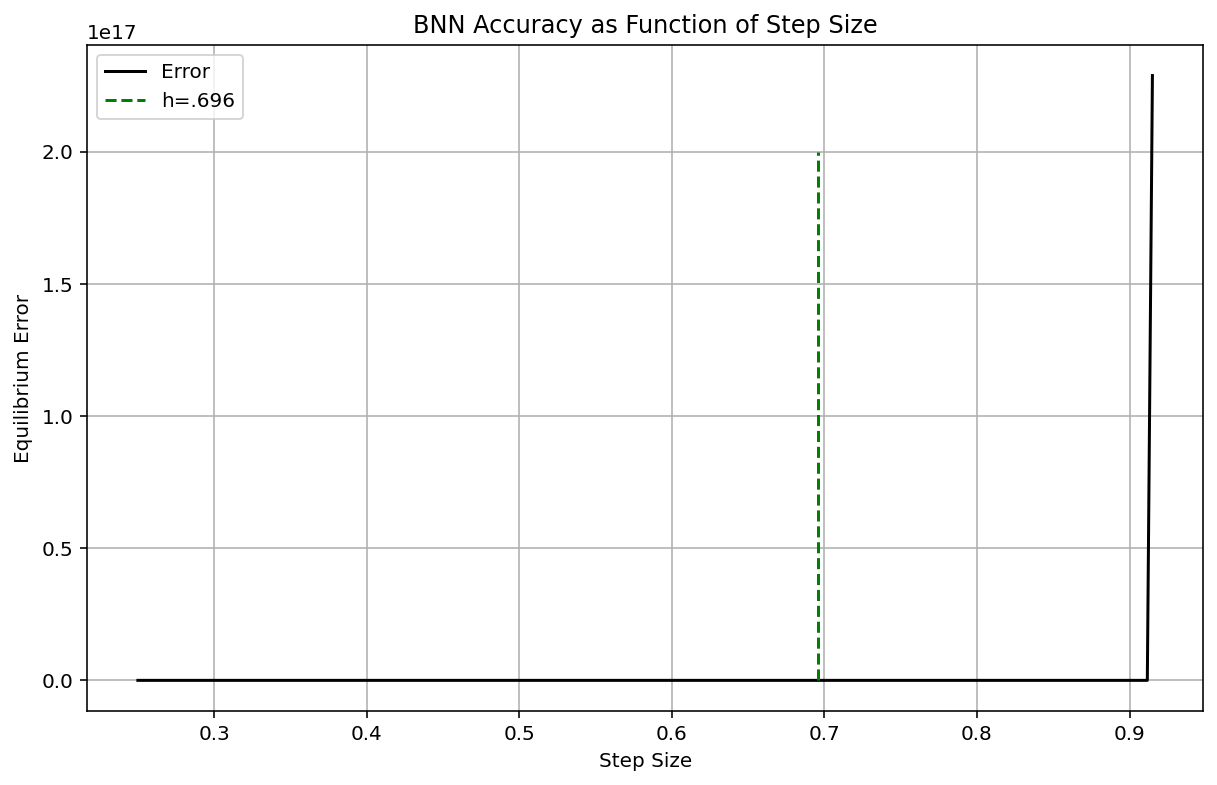 BNN Accuracy as Function of Step Size
1e17
Error
h=.696
2.0
1.5
1.0
0.5
0.0
Equilibrium Error
0.3 0.4 0.5 0.6 0.7 0.8 0.9
Step Size